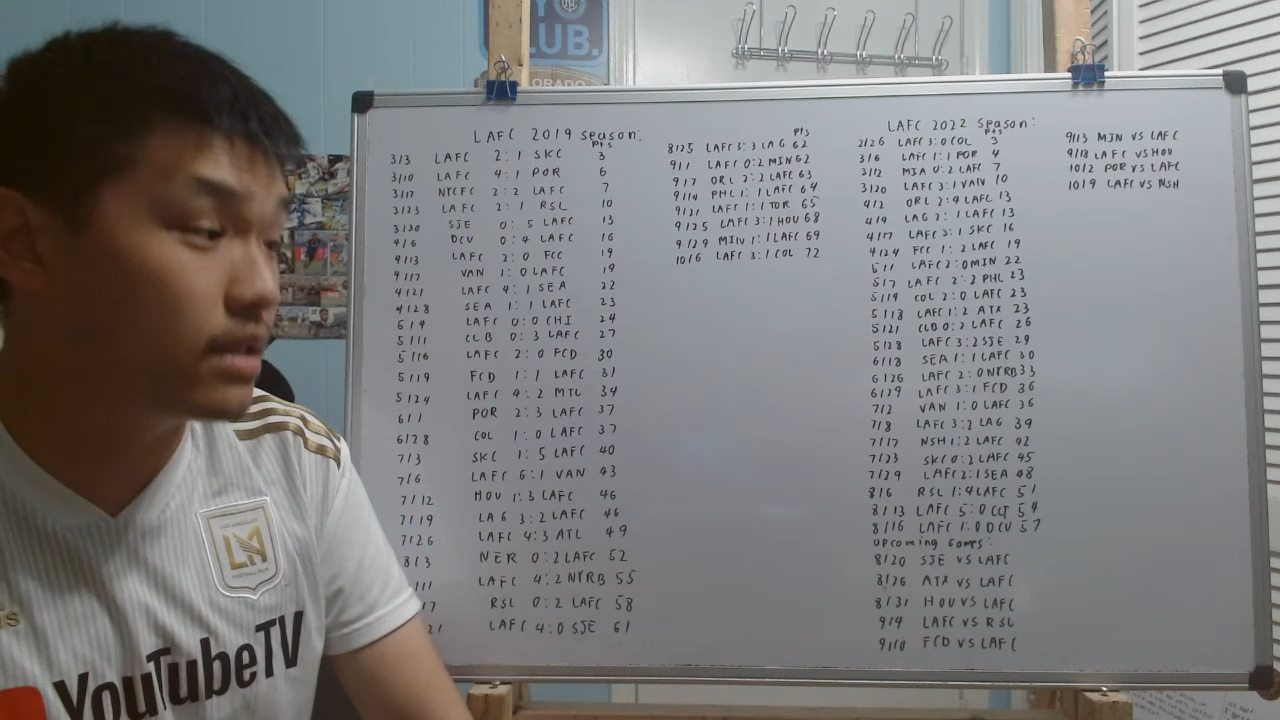 YO
LUB.
ORADO
LAFC 2019 season:
Pts
3/3 LAFC 2:1 SKC 3
3/10 LAFC 4:1 POR 6
3/17 NYCFC 2:2 LAFC 7
3/23 LAFC 2:1 RSL 10
3/30 SJE 0:5 LAFC 13
4/6 DCU 0:4 LAFC 16
4/13 LAFC 2:0 FCC 19
4/17 VAN 1:0 LAFC 19
4/21 LAFC 4:1 SEA 22
4/28 SEA 1:1 LAFC 23
6/4 LAFC 0:0 CHI 24
5/11 CLB 0:3 LAFC 27
5/16 LAFC 2:0 FCD 30
5/19 FCD 1:1 LAFC 31
5/24 LAFC 4:2 MTL 34
6/1 POR 2:3 LAFC 37
6/28 COL 1:0 LAFC 37
7/3 SKC 1:5 LAFC 40
7/6 LAFC 6:1 VAN 43
7/12 HOU 1:3 LAFC 46
7/19 LAG 3:2 LAFC 46
7/26 LAFC 4:3 ATL 49
8/3 NER 0:2 LAFC 52
/11 LAFC 4:2 NYRB 55
/7 RSL 0:2 LAFC 58
21 LAFC 4:0 SJE 61
Pts
8/25 LAFC 3:3 LAG 62
9/1 LAFC 0:2 MIN 62
9/7 ORL 2:2 LAFC 63
9/14 PHL 1:1 LAFC 64
9/21 LAFC 1:1 TOR 65
9/25 LAFC 3:1 HOU 68
9/29 MIN 1:1 LAFC 69
10/6 LAFC 3:1 COL 72
LAFC 2022 season:
Pts
2/26 LAFC 3:0 COL 3
3/6 LAFC 1:1 POR 4
3/12 MIA 0:2 LAFC 7
3/20 LAFC 3:1 VAN 10
4/2 ORL 2:4 LAFC 13
4/9 LAG 2:1 LAFC 13
4/17 LAFC 3:1 SKC 16
4/24 FCC 1:2 LAFC 19
5/1 LAFC 2:0 MIN 22
5/7 LAFC 2:2 PHL 23
5/14 COL 2:0 LAFC 23
5/18 LAFC 1:2 ATX 23
5/21 CLB 0:2 LAFC 26
5/28 LAFC 3:2 SJE 29
6/18 SEA 1:1 LAFC 30
6/26 LAFC 2:0 NYRB 33
6/29 LAFC 3:1 FCD 36
7/2 VAN 1:0 LAFC 36
7/8 LAFC 3:2 LAG 39
7/17 NSH 1:2 LAFC 42
7/23 SKC 0:2 LAFC 45
7/29 LAFC 2:1 SEA 48
8/6 RSL 1:4 LAFC 51
8/13 LAFC 5:0 CLT 54
8/16 LAFC 1:0 DCU 57
Upcoming Games:
8/20 SJE VS LAFC
8/26 ATX VS LAFC
8/31 HOU VS LAFC
9/4 LAFC VS RSL
9/10 FCD VS LAFC
9/13 MIN VS LAFC
9/18 LAFC VS HOU
10/2 POR VS LAFC
10/9 LAFC VS NSH
LOS ANGELES
LA
FOOTBALL CLUB
YouTubeTV